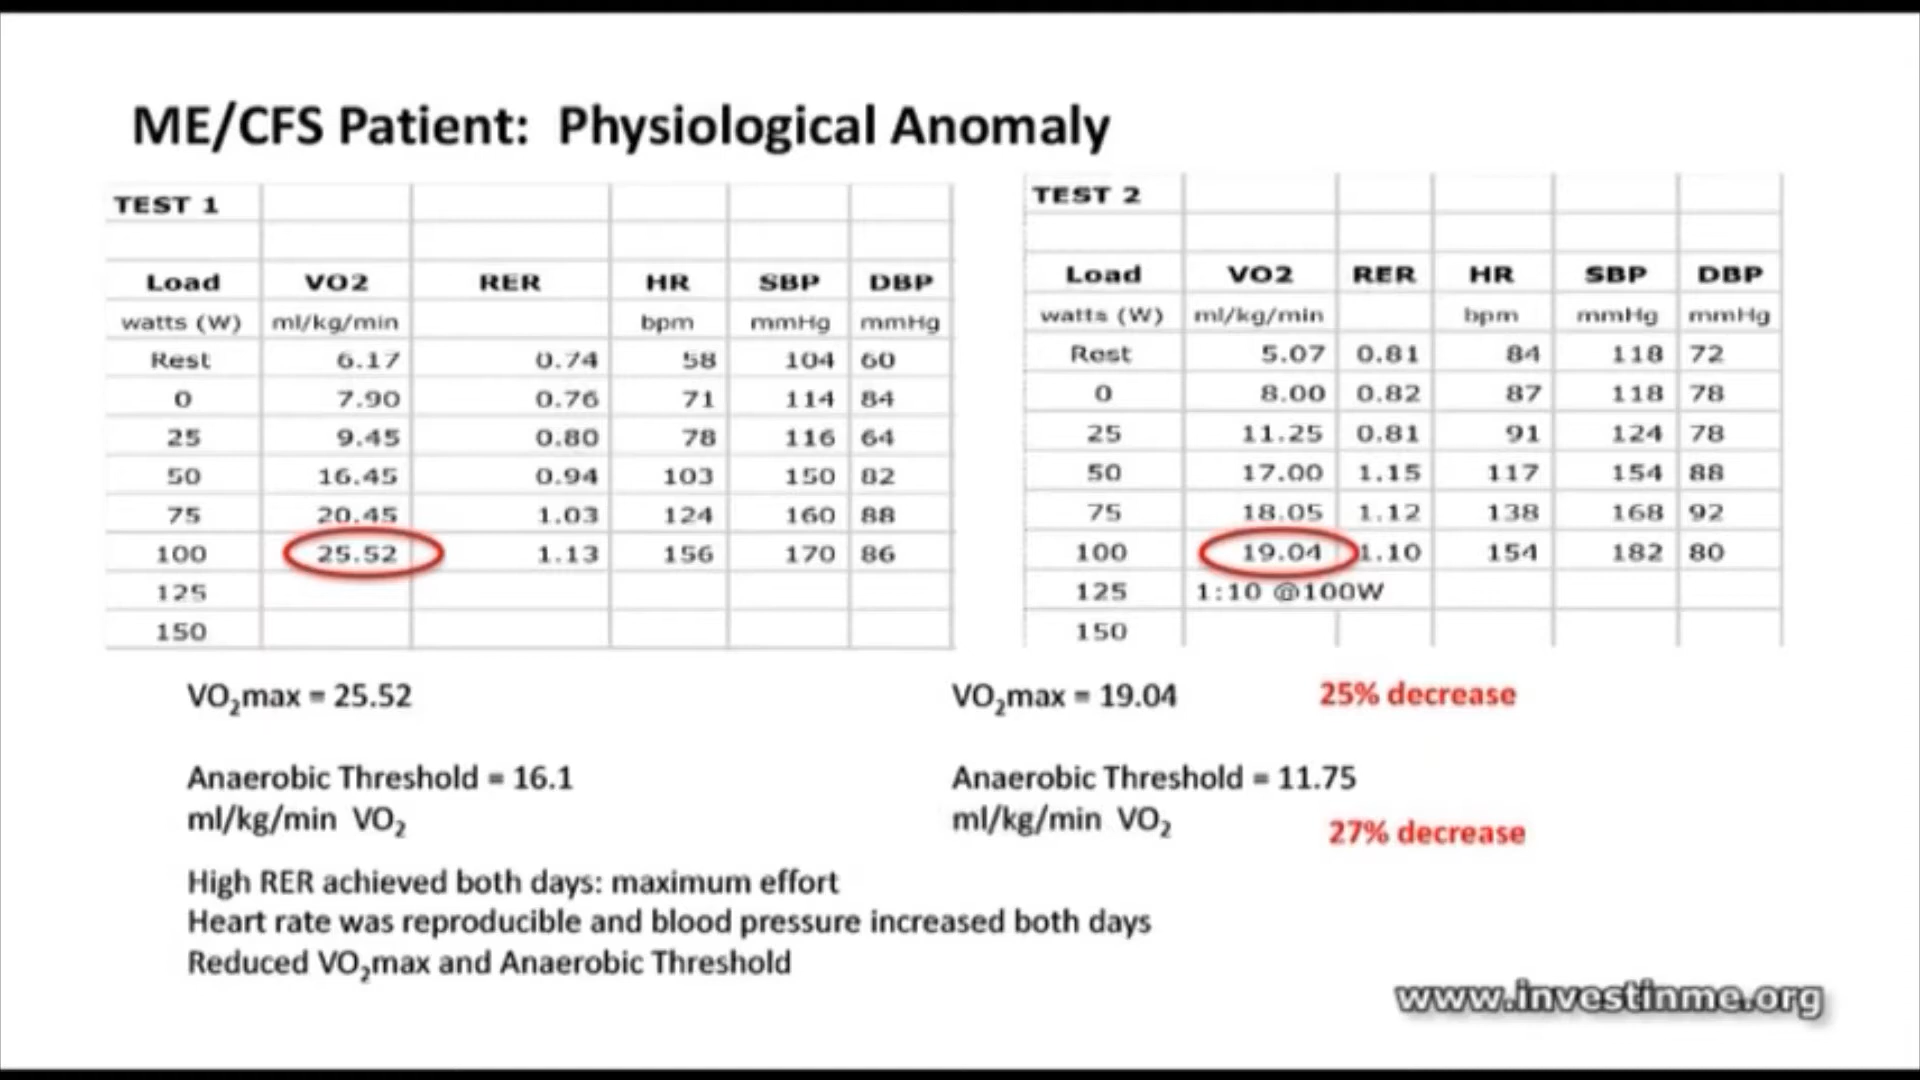 ME/CFS Patient: Physiological Anomaly
TEST 1
Load VO2 RER HR SBP DBP
watts (W) ml/kg/min bpm mmHg mmHg
Rest 6.17 0.74 58 104 60
0 7.90 0.76 71 114 84
25 9.45 0.80 78 116 64
50 16.45 0.94 103 150 82
75 20.45 1.03 124 160 88
100 25.52 1.13 156 170 86
125
150
TEST 2
Load VO2 RER HR SBP DBP
watts (W) ml/kg/min bpm mmHg mmHg
Rest 5.07 0.81 84 118 72
0 8.00 0.82 87 118 78
25 11.25 0.81 91 124 78
50 17.00 1.15 117 154 88
75 18.05 1.12 138 168 92
100 19.04 1.10 154 182 80
125 1:10 @100W
150
VO₂max = 25.52
Anaerobic Threshold = 16.1
ml/kg/min VO₂
VO₂max = 19.04 25% decrease
Anaerobic Threshold = 11.75
ml/kg/min VO₂ 27% decrease
High RER achieved both days: maximum effort
Heart rate was reproducible and blood pressure increased both days
Reduced VO₂max and Anaerobic Threshold
www.investinme.org